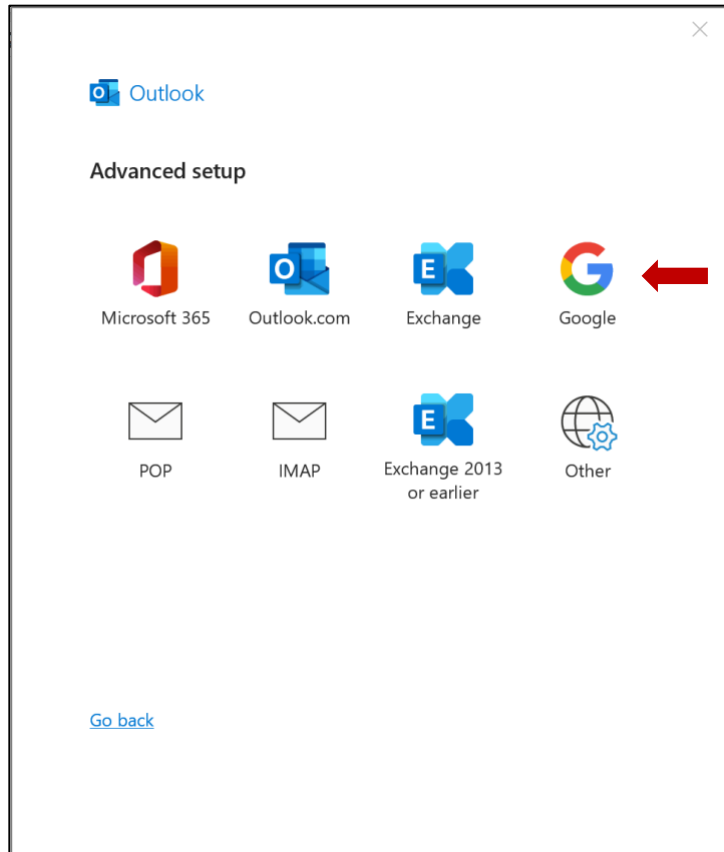 Outlook
Advanced setup
Microsoft 365
Outlook.com
Exchange
Google
POP
IMAP
Exchange 2013
or earlier
Other
Go back